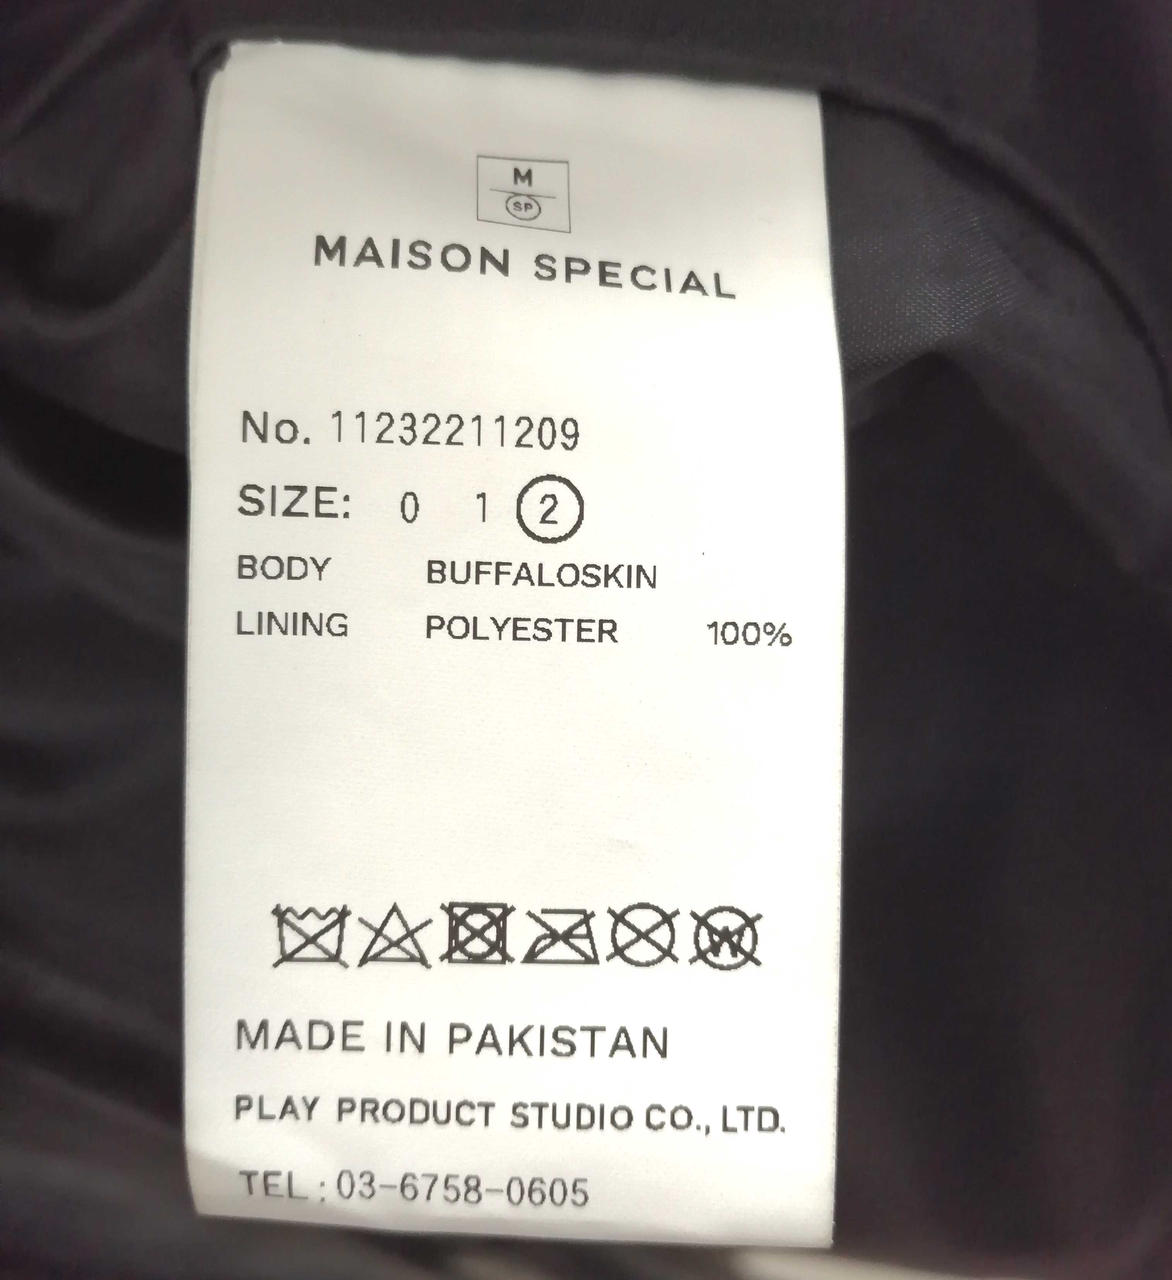 M
SP
MAISON SPECIAL
No. 11232211209
SIZE: 0 1 2
BODY BUFFALOSKIN
LINING POLYESTER 100%
W
MADE IN PAKISTAN
PLAY PRODUCT STUDIO CO., LTD.
TEL : 03-6758-0605